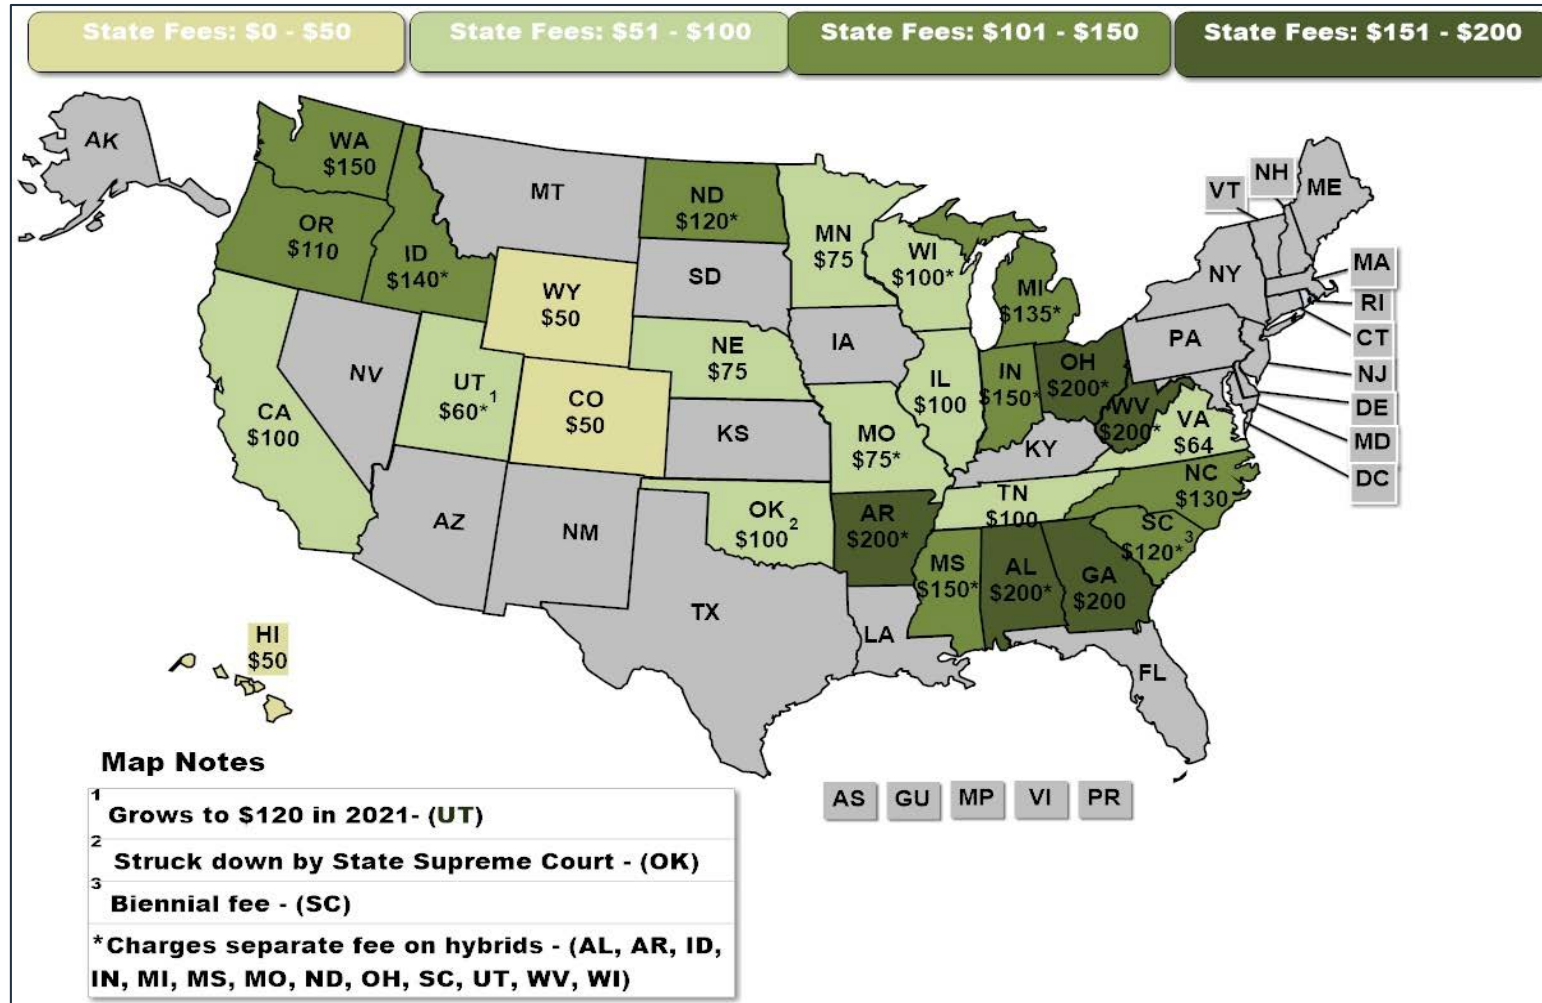 State Fees: $0 - $50
State Fees: $51 - $100
State Fees: $101 - $150
State Fees: $151 - $200
AK
WA
$150
OR
$110
ID
$140*
MT
ND
$120*
MN
$75
WI
$100*
MI
$135*
NH
VT
ME
NY
MA
RI
CT
NJ
DE
MD
DC
SD
WY
$50
NE
$75
IA
IL
$100
IN
$150*
OH
$200*
PA
WV
$200*
VA
$64
NV
UT1
$60*
CO
$50
CA
$100
KS
MO
$75*
KY
NC
$130
TN
$100
SC
$120*3
AZ
NM
OK2
$100
AR
$200*
MS
$150*
AL
$200*
GA
$200
TX
LA
FL
HI
$50
AS
GU
MP
VI
PR
Map Notes
1 Grows to $120 in 2021- (UT)
2 Struck down by State Supreme Court - (OK)
3 Biennial fee - (SC)
*Charges separate fee on hybrids - (AL, AR, ID,
IN, MI, MS, MO, ND, OH, SC, UT, WV, WI)